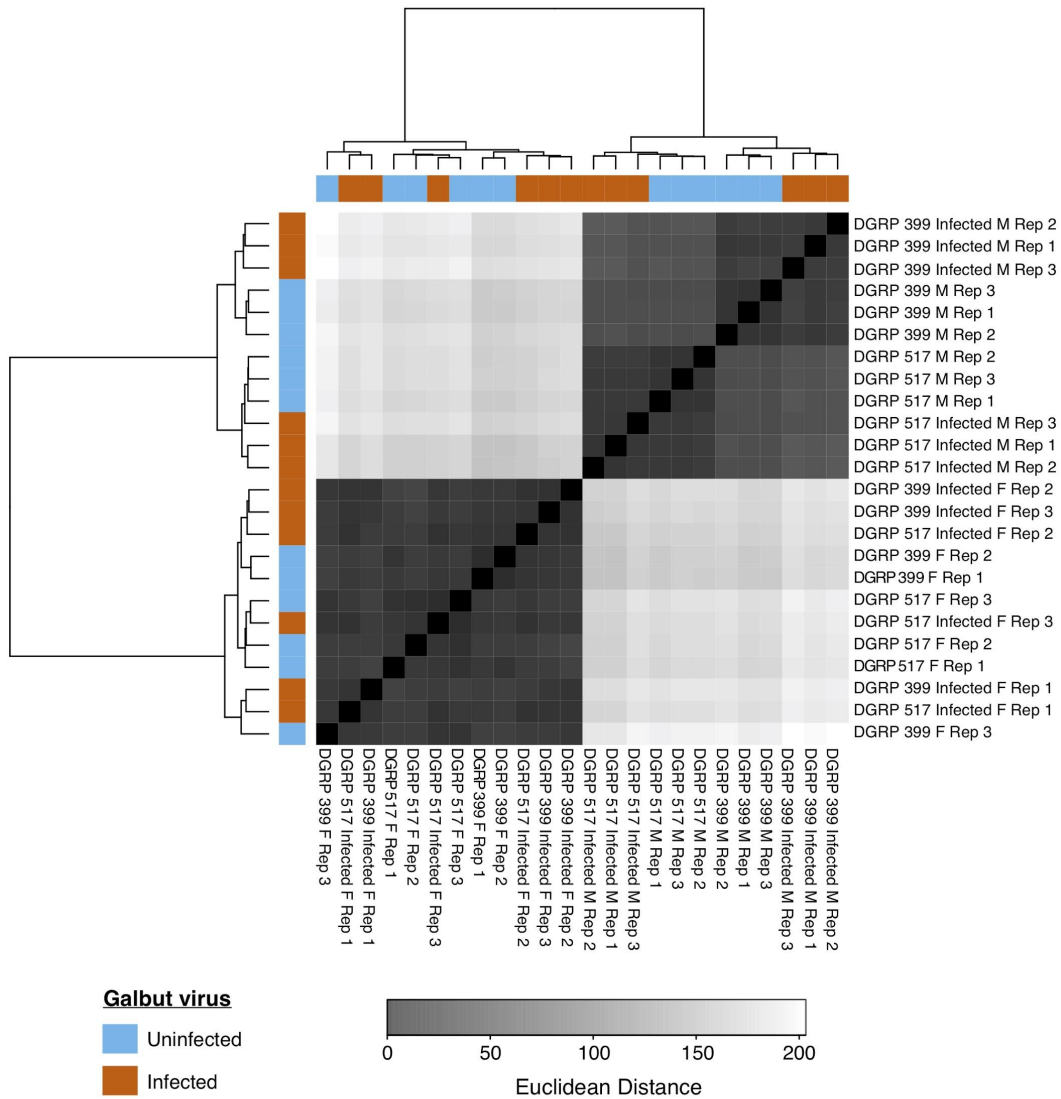 DGRP 399 Infected M Rep 2
DGRP 399 Infected M Rep 1
DGRP 399 Infected M Rep 3
DGRP 399 M Rep 3
DGRP 399 M Rep 1
DGRP 399 M Rep 2
DGRP 517 M Rep 2
DGRP 517 M Rep 3
DGRP 517 M Rep 1
DGRP 517 Infected M Rep 3
DGRP 517 Infected M Rep 1
DGRP 517 Infected M Rep 2
DGRP 399 Infected F Rep 2
DGRP 399 Infected F Rep 3
DGRP 517 Infected F Rep 2
DGRP 399 F Rep 2
DGRP 399 F Rep 1
DGRP 517 F Rep 3
DGRP 517 Infected F Rep 3
DGRP 517 F Rep 2
DGRP 517 F Rep 1
DGRP 399 Infected F Rep 1
DGRP 517 Infected F Rep 1
DGRP 399 F Rep 3
DGRP 399 F Rep 3
DGRP 517 Infected F Rep 1
DGRP 399 Infected F Rep 1
DGRP 517 F Rep 1
DGRP 517 F Rep 2
DGRP 517 Infected F Rep 3
DGRP 517 F Rep 3
DGRP 399 F Rep 1
DGRP 399 F Rep 2
DGRP 517 Infected F Rep 2
DGRP 399 Infected F Rep 3
DGRP 399 Infected F Rep 2
DGRP 517 Infected M Rep 2
DGRP 517 Infected M Rep 1
DGRP 517 Infected M Rep 3
DGRP 517 M Rep 1
DGRP 517 M Rep 3
DGRP 517 M Rep 2
DGRP 399 M Rep 2
DGRP 399 M Rep 1
DGRP 399 M Rep 3
DGRP 399 Infected M Rep 3
DGRP 399 Infected M Rep 1
DGRP 399 Infected M Rep 2
Galbut virus
Uninfected
Infected
0 50 100 150 200
Euclidean Distance